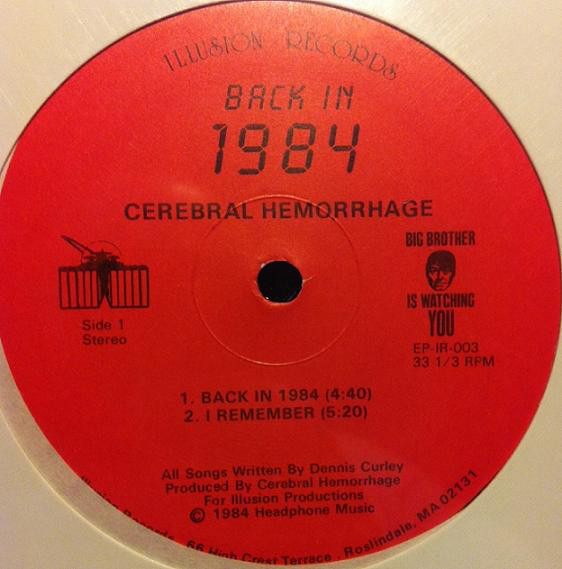 ILLUSION RECORDS
BACK IN
1984
CEREBRAL HEMORRHAGE
BIG BROTHER
IS WATCHING
YOU
Side 1
Stereo
EP-IR-003
33 1/3 RPM
1. BACK IN 1984 (4:40)
2. I REMEMBER (5:20)
All Songs Written By Dennis Curley
Produced By Cerebral Hemorrhage
For Illusion Productions
© 1984 Headphone Music
Illusion Records. 66 High Crest Terrace. Roslindale, MA 02131